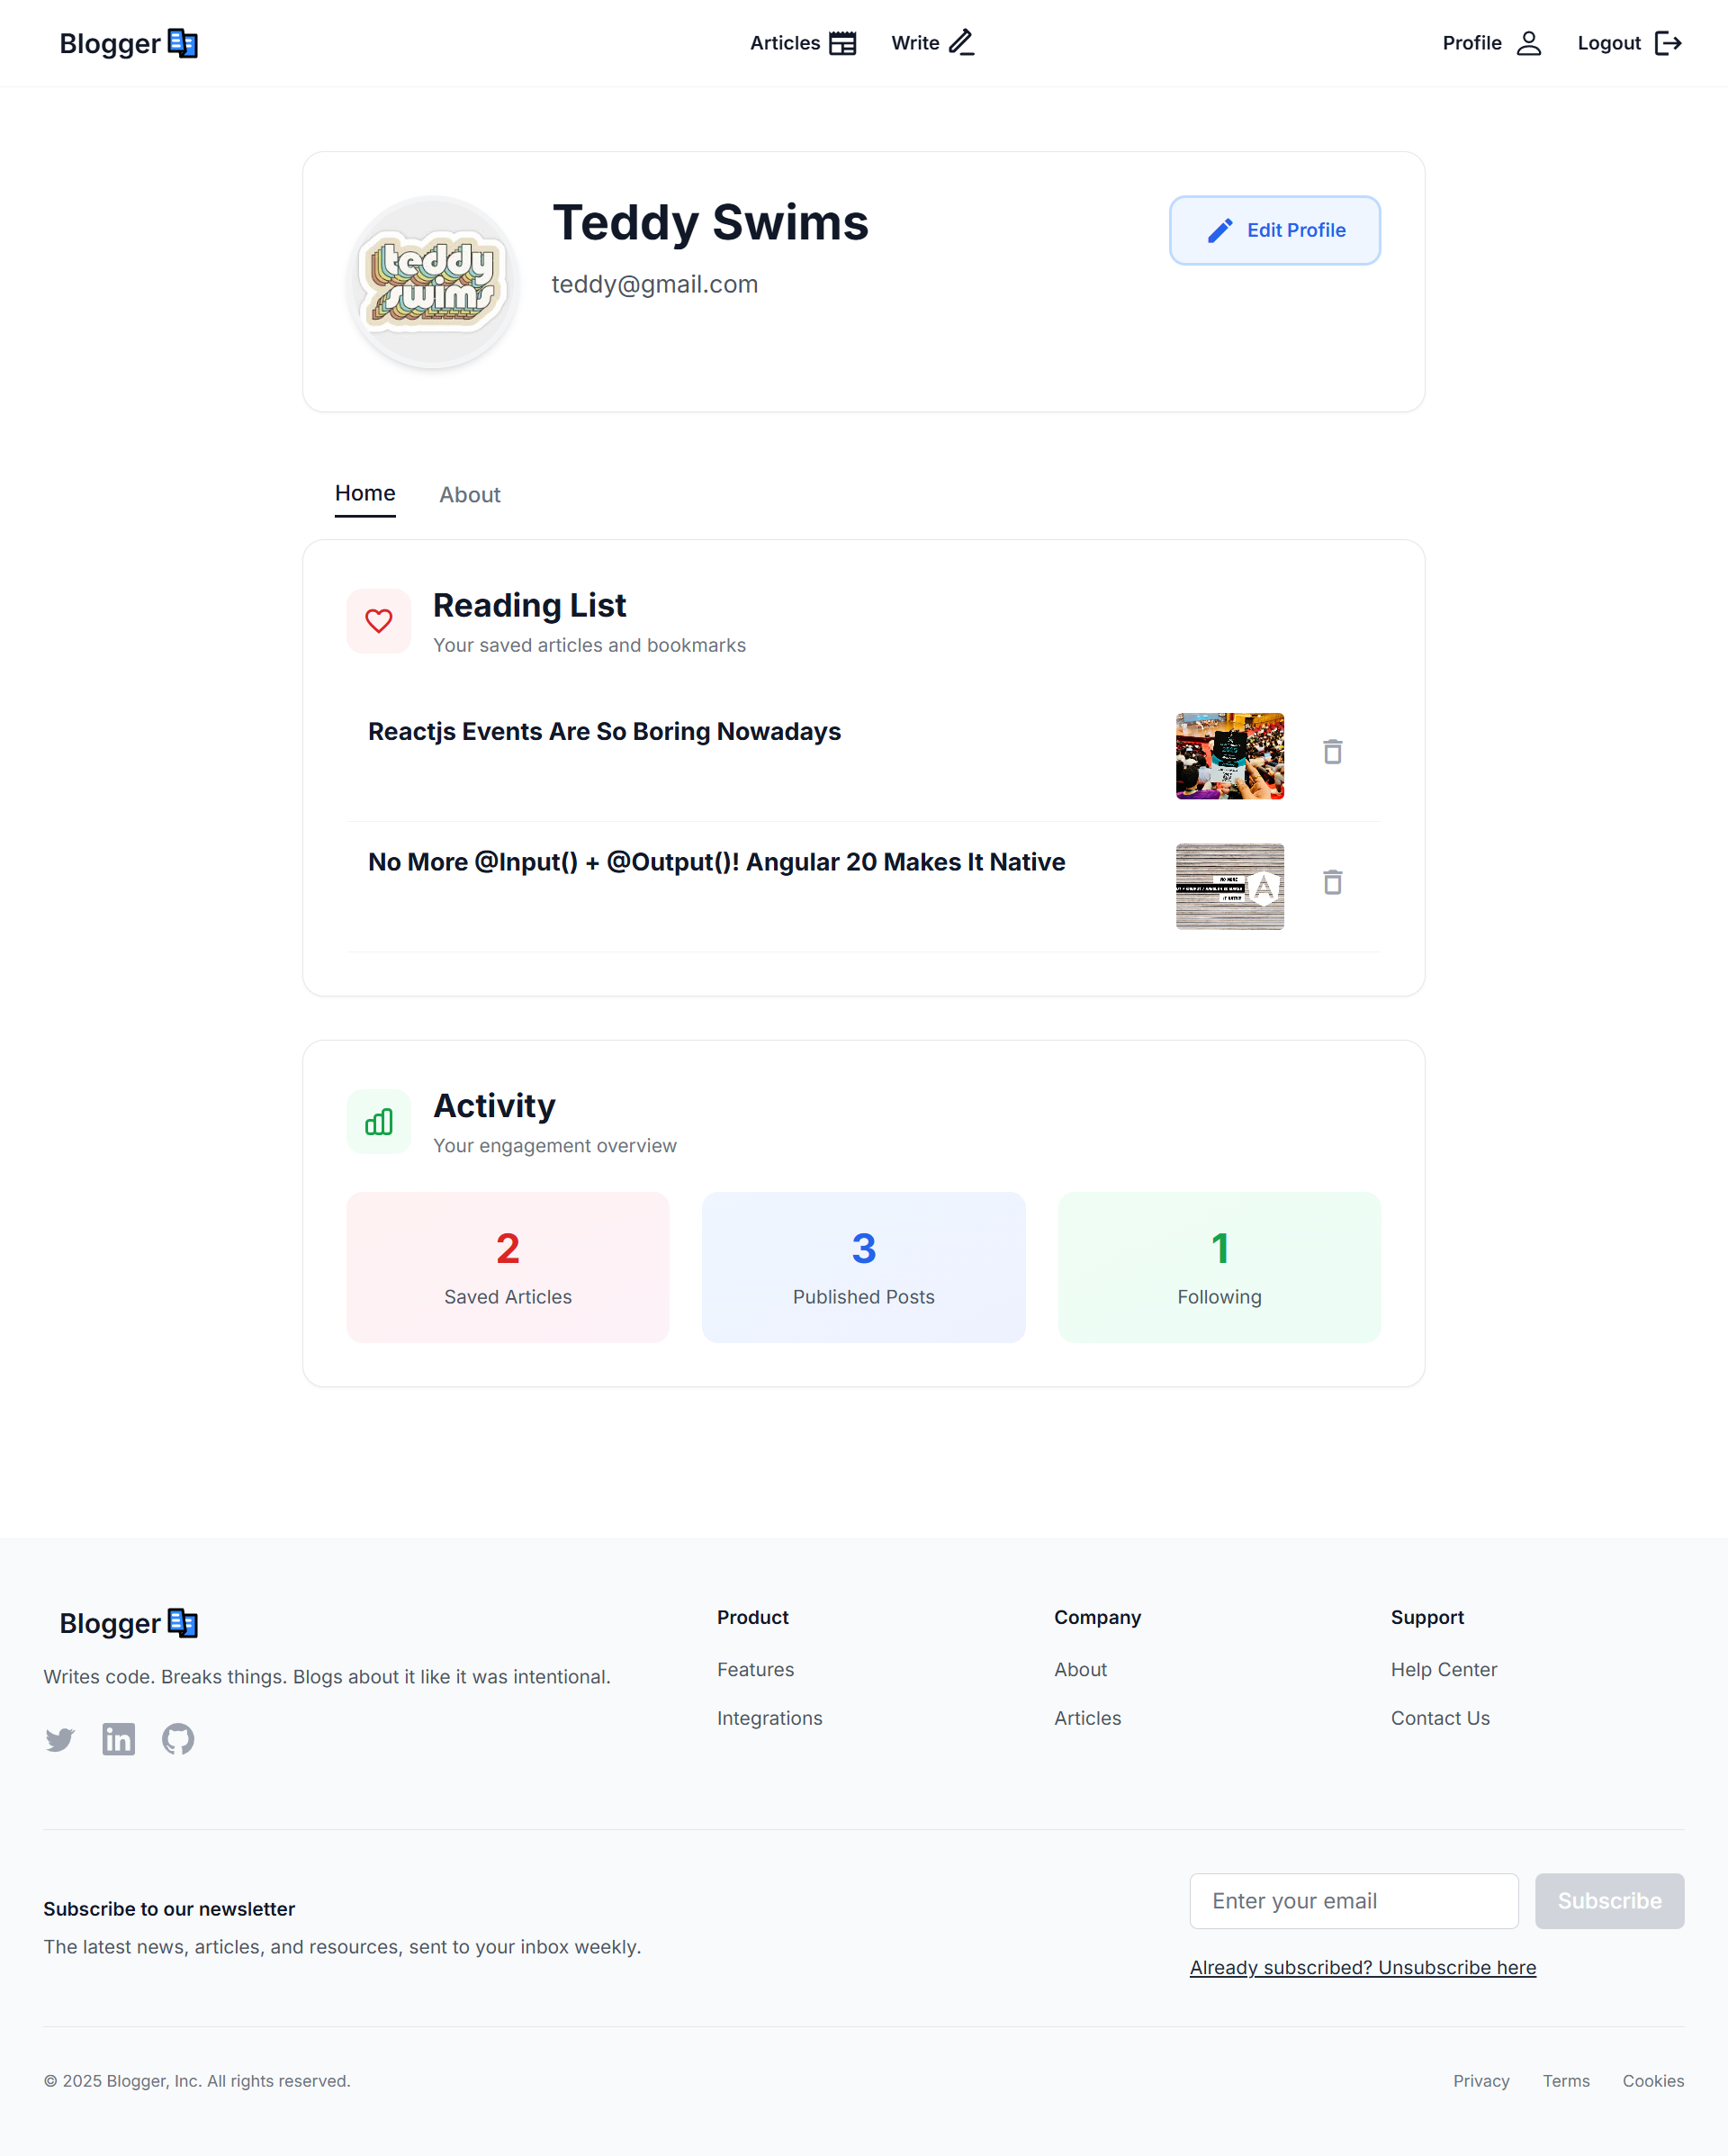 Blogger
Articles
Write
Profile
Logout
teddy
swims
Teddy Swims
teddy@gmail.com
Edit Profile
Home
About
Reading List
Your saved articles and bookmarks
Reactjs Events Are So Boring Nowadays
No More @Input() + @Output()! Angular 20 Makes It Native
NO MORE
Activity
Your engagement overview
2
Saved Articles
3
Published Posts
1
Following
Blogger
Writes code. Breaks things. Blogs about it like it was intentional.
Product
Features
Integrations
Company
About
Articles
Support
Help Center
Contact Us
Subscribe to our newsletter
The latest news, articles, and resources, sent to your inbox weekly.
Enter your email
Subscribe
Already subscribed? Unsubscribe here
© 2025 Blogger, Inc. All rights reserved.
Privacy
Terms
Cookies